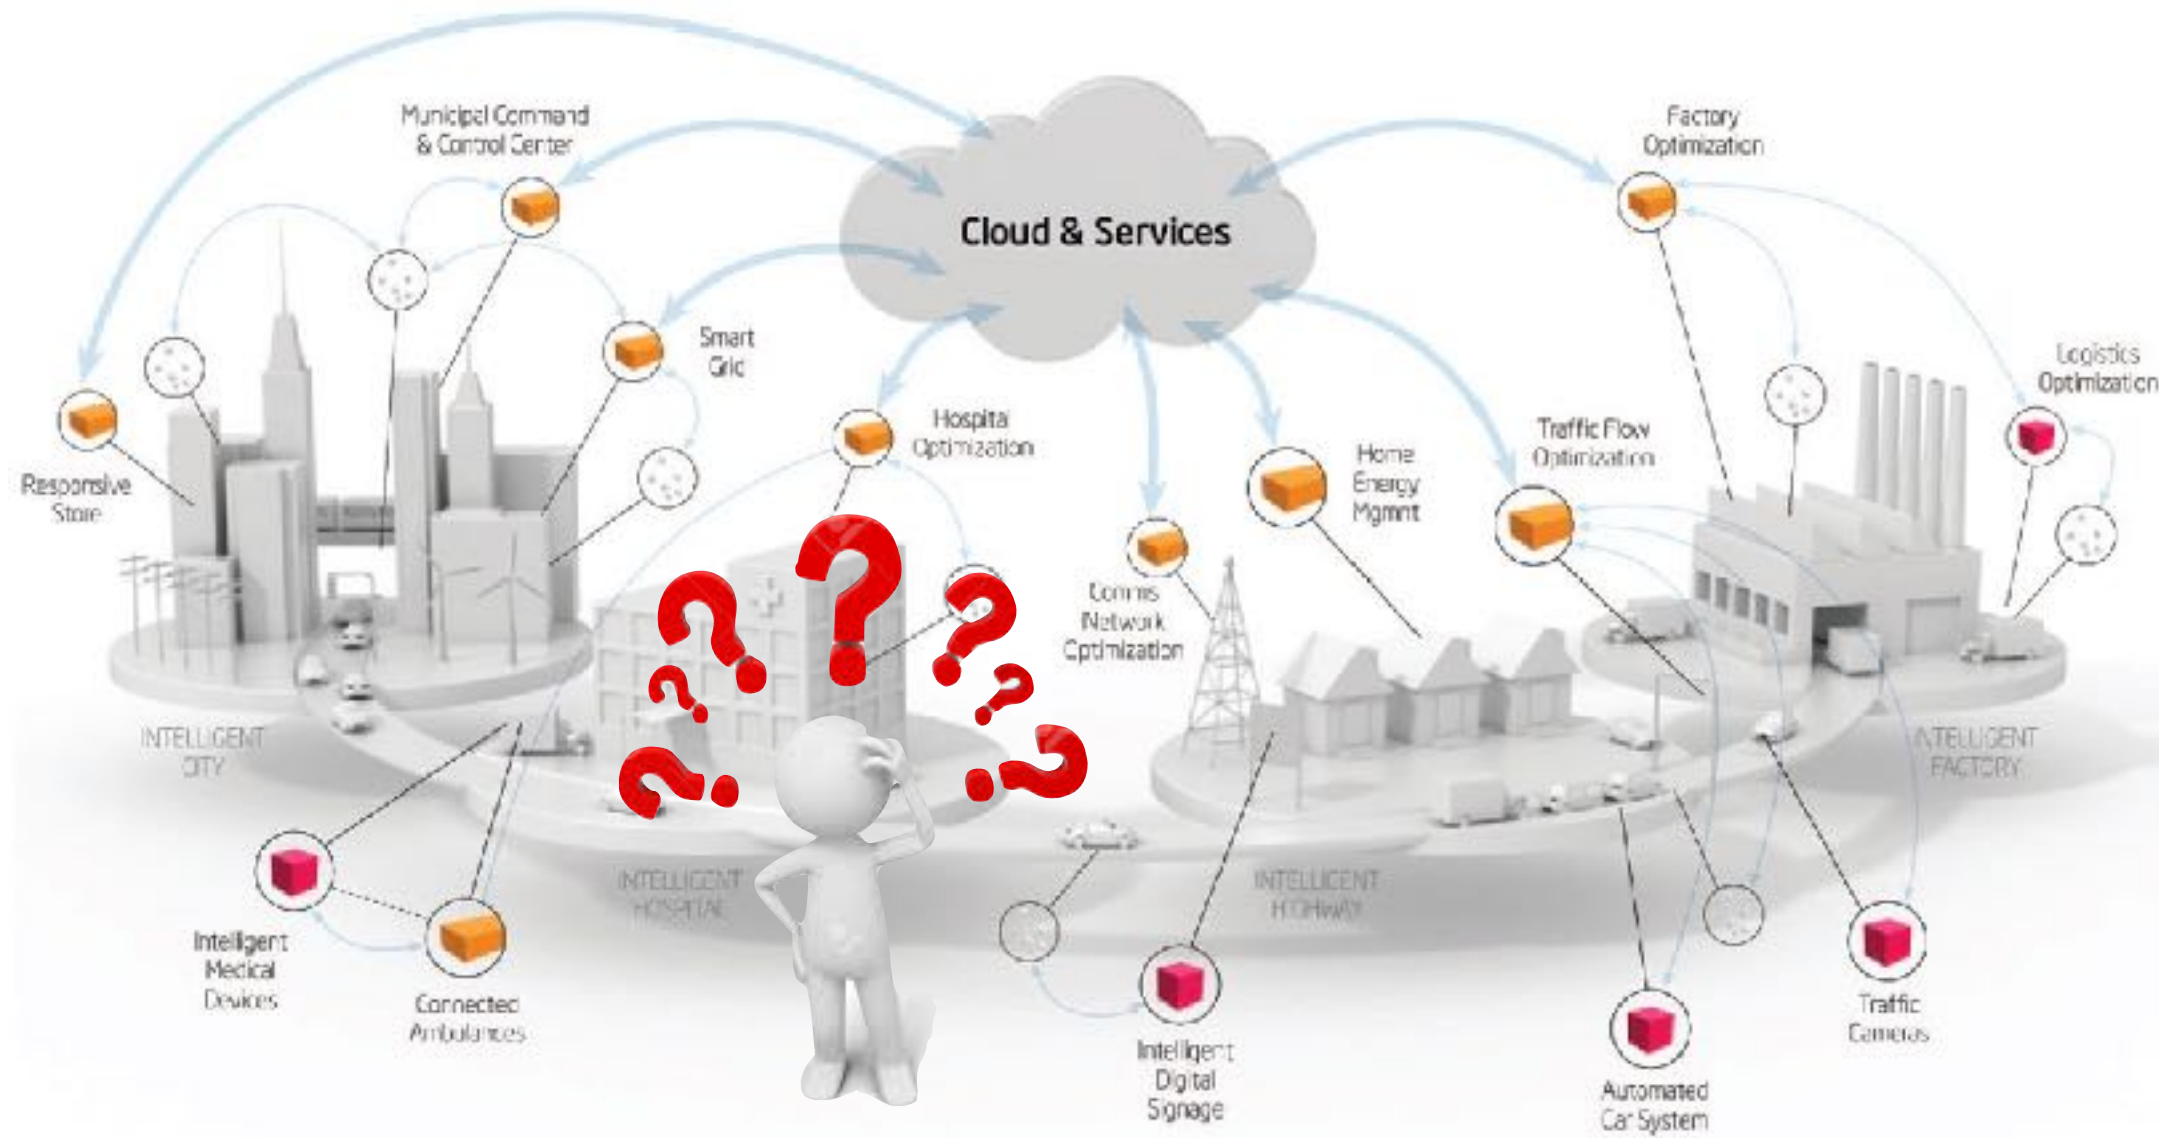 Municipal Command
& Control Center
Cloud & Services
Factory
Optimization
Smart
Grid
Logistics
Optimization
Hospital
Optimization
Traffic Flow
Optimization
Home
Energy
Mgmnt
Responsive
Store
Comms
Network
Optimization
INTELLIGENT
CITY
INTELLIGENT
FACTORY
INTELLIGENT
HOSPITAL
INTELLIGENT
HIGHWAY
Intelligent
Medical
Devices
Connected
Ambulances
Intelligent
Digital
Signage
Traffic
Cameras
Automated
Car System
? ? ? ? ? ? ?